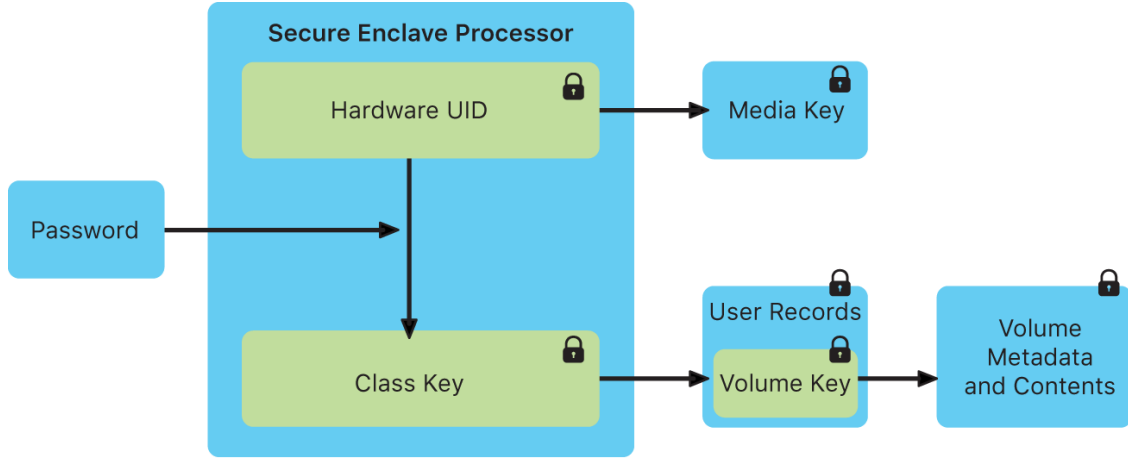 Secure Enclave Processor
Hardware UID
Media Key
Password
User Records
Class Key
Volume Key
Volume
Metadata
and Contents